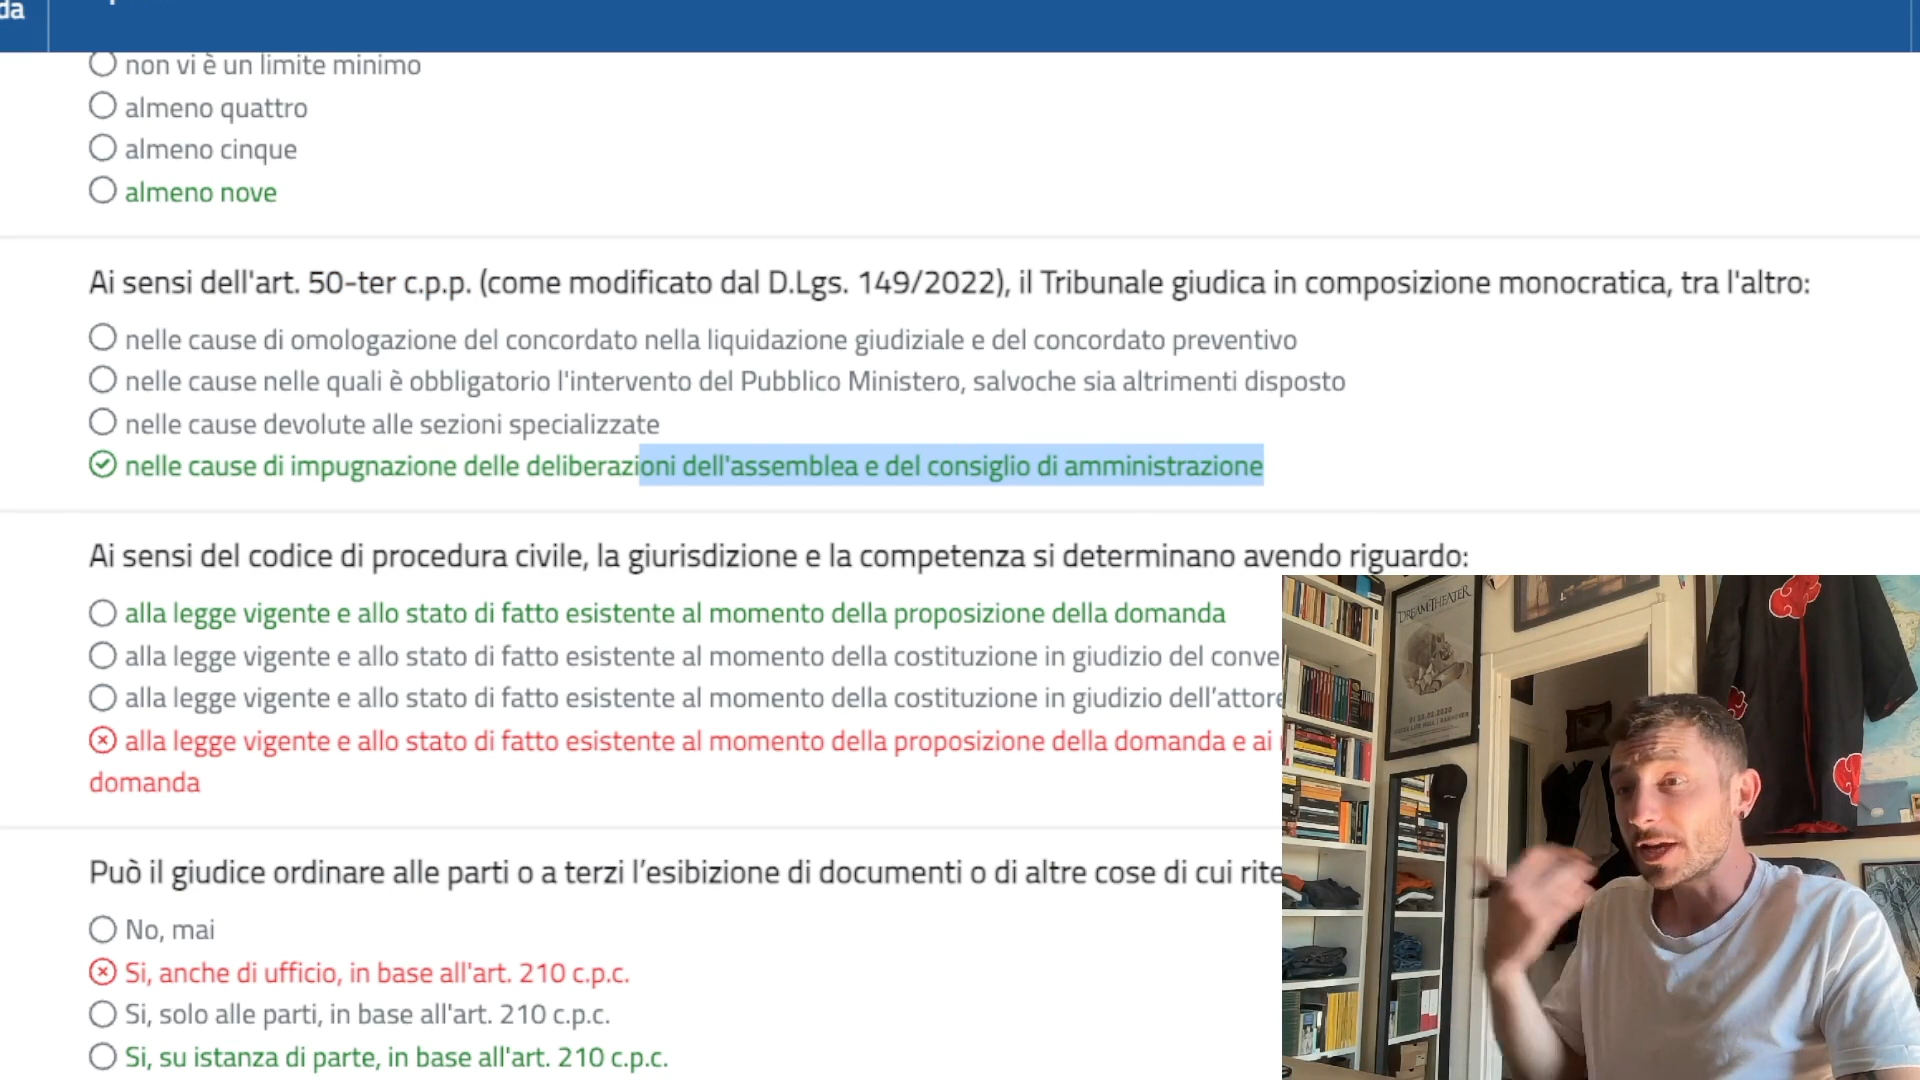 da
non vi è un limite minimo
almeno quattro
almeno cinque
almeno nove
Ai sensi dell'art. 50-ter c.p.p. (come modificato dal D.Lgs. 149/2022), il Tribunale giudica in composizione monocratica, tra l'altro:
nelle cause di omologazione del concordato nella liquidazione giudiziale e del concordato preventivo
nelle cause nelle quali è obbligatorio l'intervento del Pubblico Ministero, salvoche sia altrimenti disposto
nelle cause devolute alle sezioni specializzate
nelle cause di impugnazione delle deliberazioni dell'assemblea e del consiglio di amministrazione
Ai sensi del codice di procedura civile, la giurisdizione e la competenza si determinano avendo riguardo:
alla legge vigente e allo stato di fatto esistente al momento della proposizione della domanda
alla legge vigente e allo stato di fatto esistente al momento della costituzione in giudizio del conve
alla legge vigente e allo stato di fatto esistente al momento della costituzione in giudizio dell’attore
alla legge vigente e allo stato di fatto esistente al momento della proposizione della domanda e ai
domanda
Può il giudice ordinare alle parti o a terzi l’esibizione di documenti o di altre cose di cui rite
No, mai
Si, anche di ufficio, in base all'art. 210 c.p.c.
Si, solo alle parti, in base all'art. 210 c.p.c.
Si, su istanza di parte, in base all'art. 210 c.p.c.
DREAM THEATER